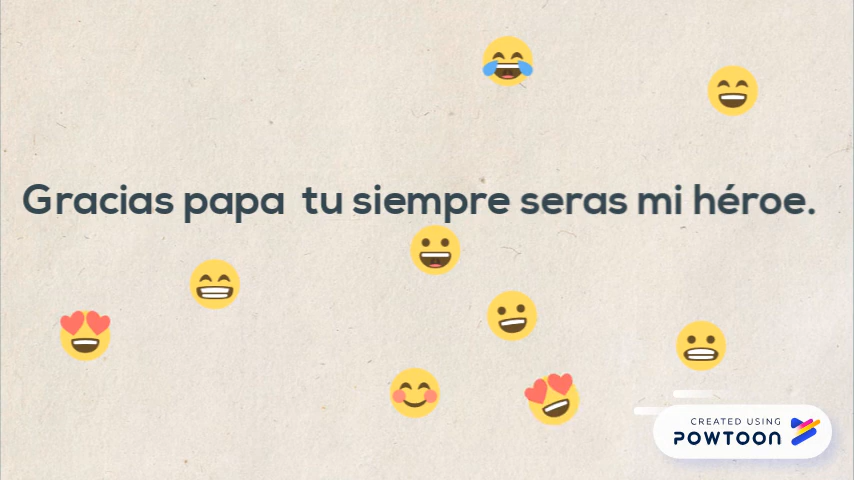 Gracias papa  tu siempre seras mi héroe.
CREATED USING
POWTOON